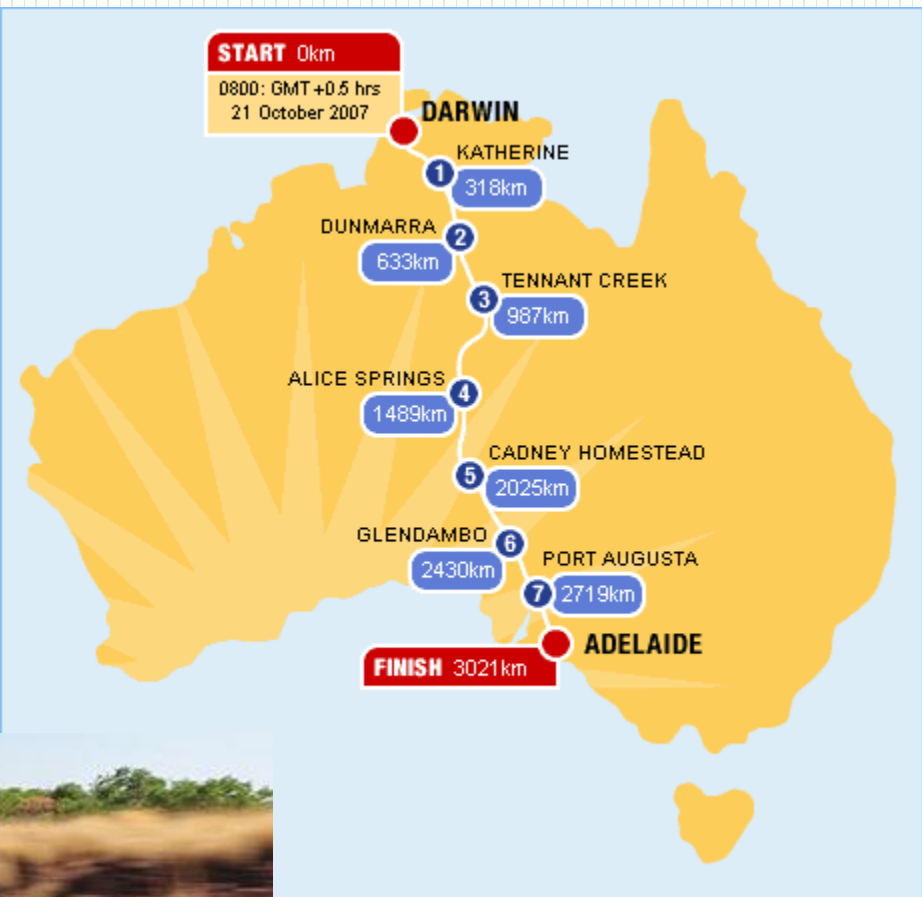 START 0km
0800: GMT +0.5 hrs
21 October 2007
DARWIN
KATHERINE
1
318km
DUNMARRA
2
633km
TENNANT CREEK
3
987km
ALICE SPRINGS
4
1489km
CADNEY HOMESTEAD
5
2025km
GLENDAMBO
6
2430km
PORT AUGUSTA
7
2719km
ADELAIDE
FINISH 3021km